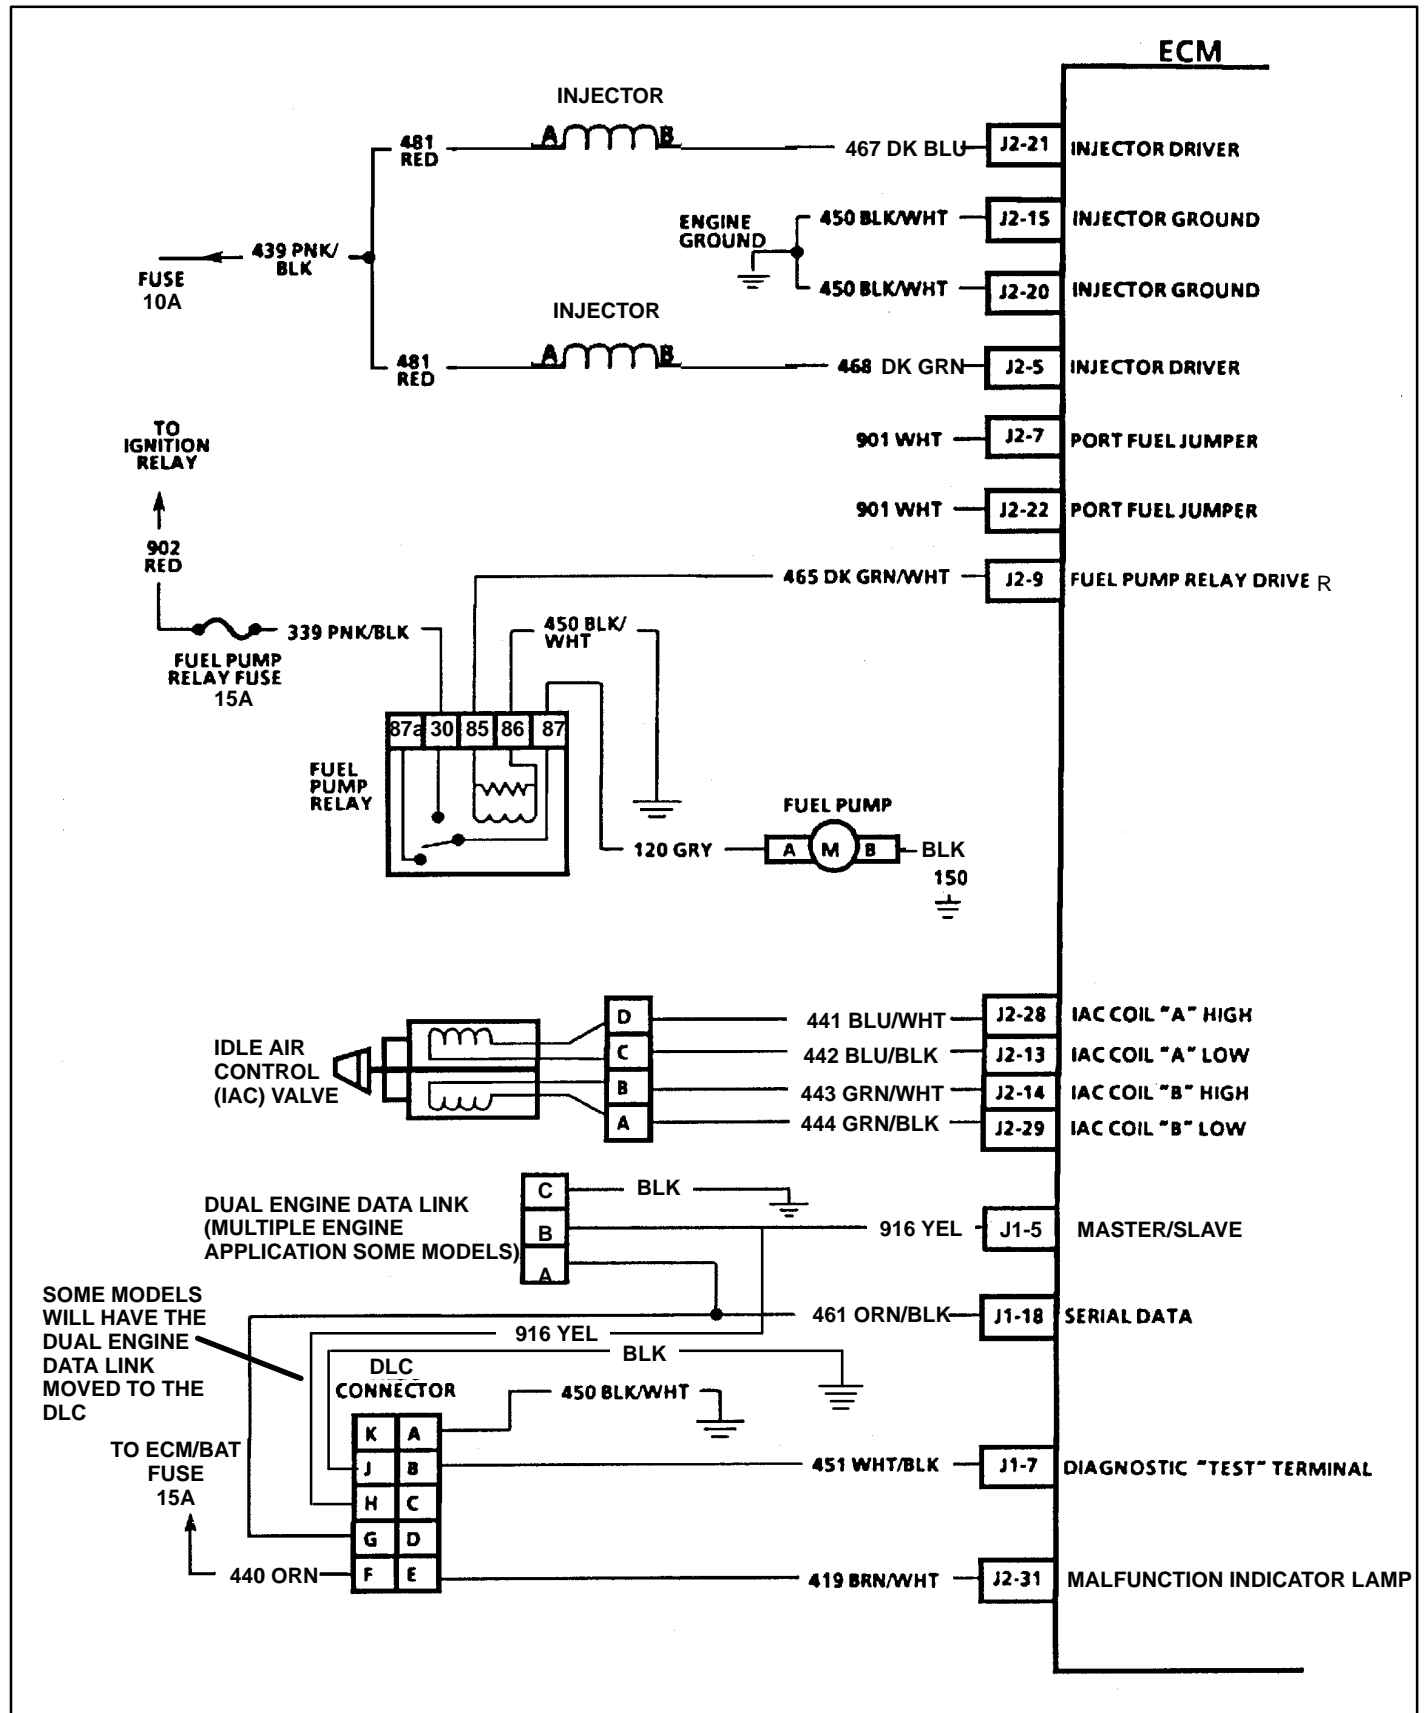 ECM
INJECTOR
A B
481
RED
467 DK BLU
J2-21
INJECTOR DRIVER
ENGINE
GROUND
450 BLK/WHT
J2-15
INJECTOR GROUND
439 PNK/
BLK
FUSE
10A
450 BLK/WHT
J2-20
INJECTOR GROUND
INJECTOR
A B
481
RED
468 DK GRN
J2-5
INJECTOR DRIVER
901 WHT
J2-7
PORT FUEL JUMPER
TO
IGNITION
RELAY
901 WHT
J2-22
PORT FUEL JUMPER
902
RED
465 DK GRN/WHT
J2-9
FUEL PUMP RELAY DRIVE R
339 PNK/BLK
450 BLK/
WHT
FUEL PUMP
RELAY FUSE
15A
87a 30 85 86 87
FUEL
PUMP
RELAY
FUEL PUMP
120 GRY
A M B
BLK
150
IDLE AIR
CONTROL
(IAC) VALVE
D
441 BLU/WHT
J2-28
IAC COIL "A" HIGH
C
442 BLU/BLK
J2-13
IAC COIL "A" LOW
B
443 GRN/WHT
J2-14
IAC COIL "B" HIGH
A
444 GRN/BLK
J2-29
IAC COIL "B" LOW
DUAL ENGINE DATA LINK
(MULTIPLE ENGINE
APPLICATION SOME MODELS)
C
BLK
B
916 YEL
J1-5
MASTER/SLAVE
A
SOME MODELS
WILL HAVE THE
DUAL ENGINE
DATA LINK
MOVED TO THE
DLC
461 ORN/BLK
J1-18
SERIAL DATA
916 YEL
BLK
DLC
CONNECTOR
450 BLK/WHT
K A
TO ECM/BAT
FUSE
15A
J B
451 WHT/BLK
J1-7
DIAGNOSTIC "TEST" TERMINAL
H C
G D
440 ORN
F E
419 BRN/WHT
J2-31
MALFUNCTION INDICATOR LAMP